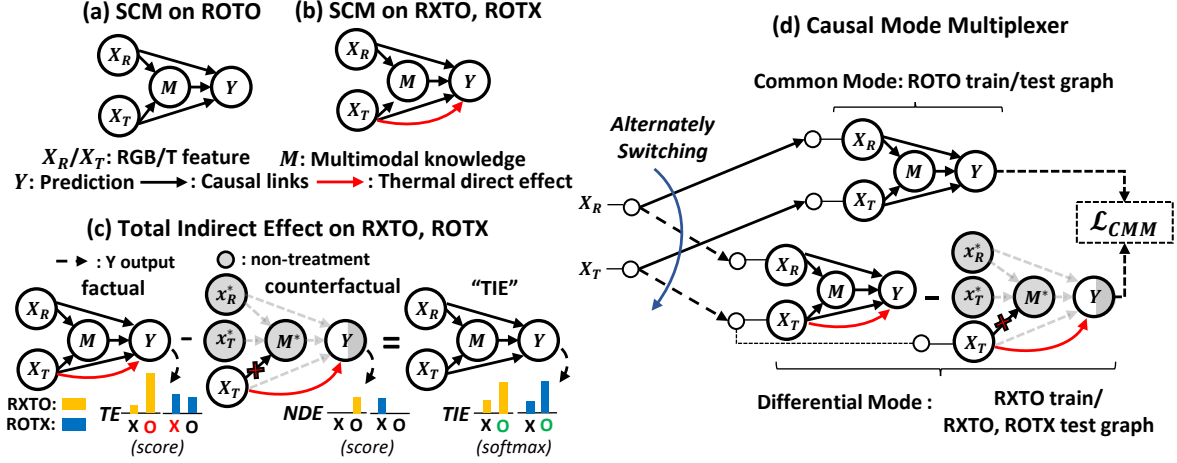 (a) SCM on ROTO
X_R
M
Y
X_T
(b) SCM on RXTO, ROTX
X_R
M
Y
X_T
X_R/X_T: RGB/T feature M: Multimodal knowledge
Y: Prediction : Causal links : Thermal direct effect
(c) Total Indirect Effect on RXTO, ROTX
: Y output : non-treatment
factual counterfactual "TIE"
X_R
M
Y
X_T
-
x_R^*
x_T^*
M^*
Y
X_T
=
X_R
M
Y
X_T
RXTO:
ROTX:
TE
X O X O
(score)
NDE
X O X O
(score)
TIE
X O X O
(softmax)
(d) Causal Mode Multiplexer
Common Mode: ROTO train/test graph
Alternately
Switching
X_R
X_T
X_R
M
Y
X_T
X_R
M
Y
X_T
-
x_R^*
x_T^*
M^*
Y
X_T
ℒ_CMM
Differential Mode : RXTO train/
RXTO, ROTX test graph